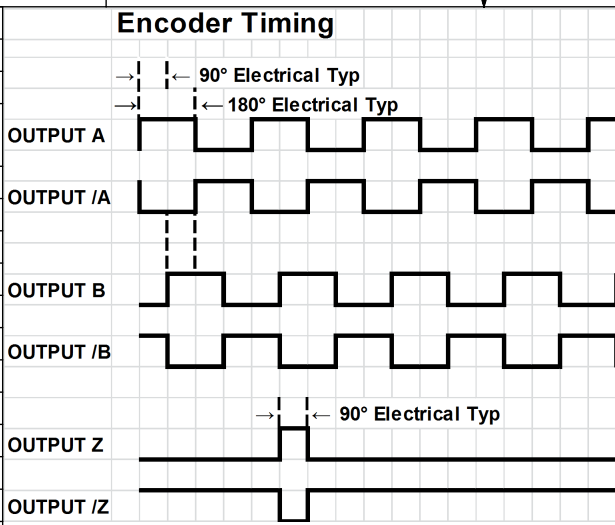 Encoder Timing
90° Electrical Typ
180° Electrical Typ
OUTPUT A
OUTPUT /A
OUTPUT B
OUTPUT /B
90° Electrical Typ
OUTPUT Z
OUTPUT /Z